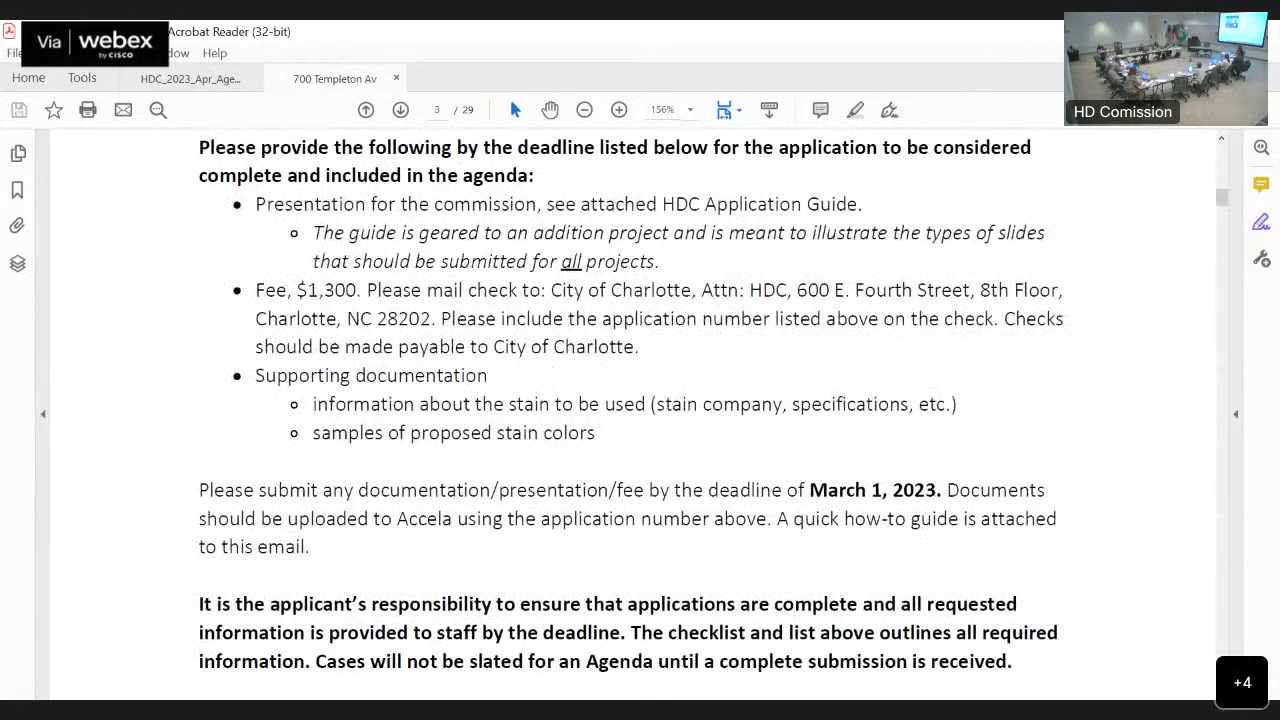 Via webex
by CISCO
Acrobat Reader (32-bit)
File
dow Help
Home Tools HDC_2023_Apr_Age... 700 Templeton Av ×
3 / 29 156%
HD Comission
Please provide the following by the deadline listed below for the application to be considered
complete and included in the agenda:
• Presentation for the commission, see attached HDC Application Guide.
○ The guide is geared to an addition project and is meant to illustrate the types of slides
that should be submitted for all projects.
• Fee, $1,300. Please mail check to: City of Charlotte, Attn: HDC, 600 E. Fourth Street, 8th Floor,
Charlotte, NC 28202. Please include the application number listed above on the check. Checks
should be made payable to City of Charlotte.
• Supporting documentation
○ information about the stain to be used (stain company, specifications, etc.)
○ samples of proposed stain colors
Please submit any documentation/presentation/fee by the deadline of March 1, 2023. Documents
should be uploaded to Accela using the application number above. A quick how-to guide is attached
to this email.
It is the applicant’s responsibility to ensure that applications are complete and all requested
information is provided to staff by the deadline. The checklist and list above outlines all required
information. Cases will not be slated for an Agenda until a complete submission is received.
+4